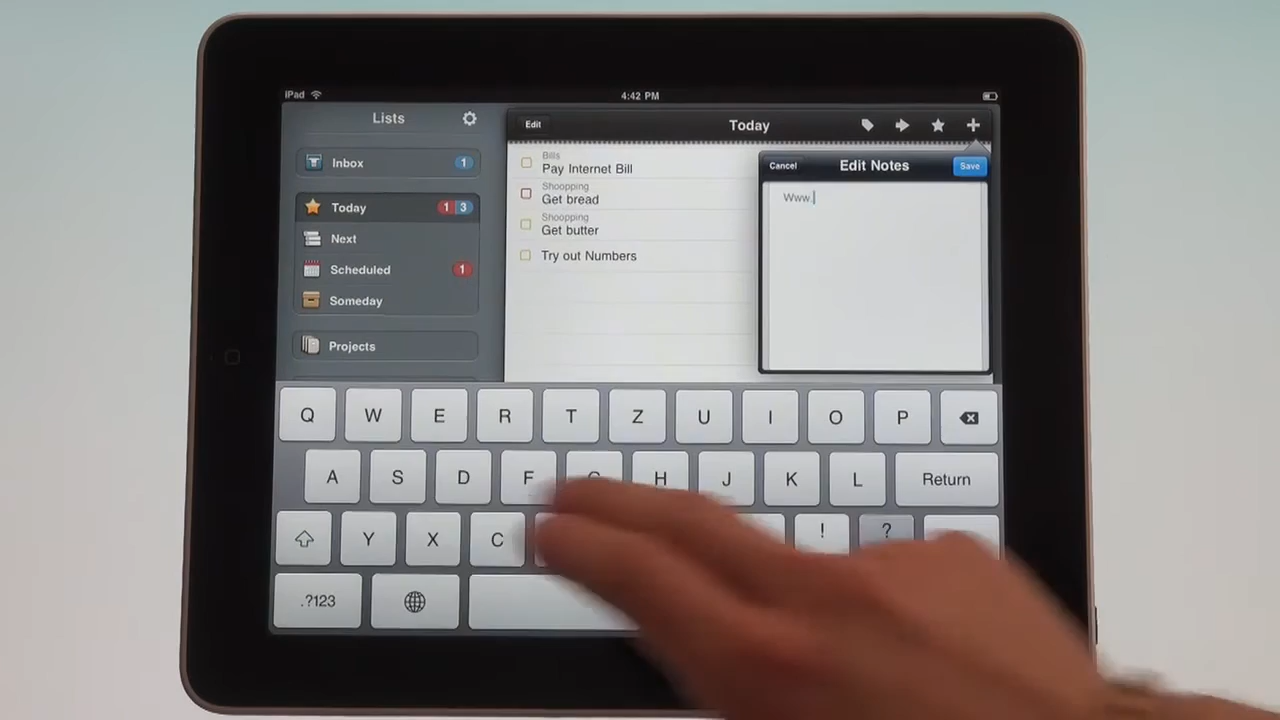 iPad
4:42 PM
Lists
Edit
Today
Inbox
1
Today
1 3
Next
Scheduled
1
Someday
Projects
Bills
Pay Internet Bill
Shoopping
Get bread
Shoopping
Get butter
Try out Numbers
Cancel
Edit Notes
Save
Www.
Q W E R T Z U I O P
A S D F G H J K L Return
Y X C ! ?
.?123